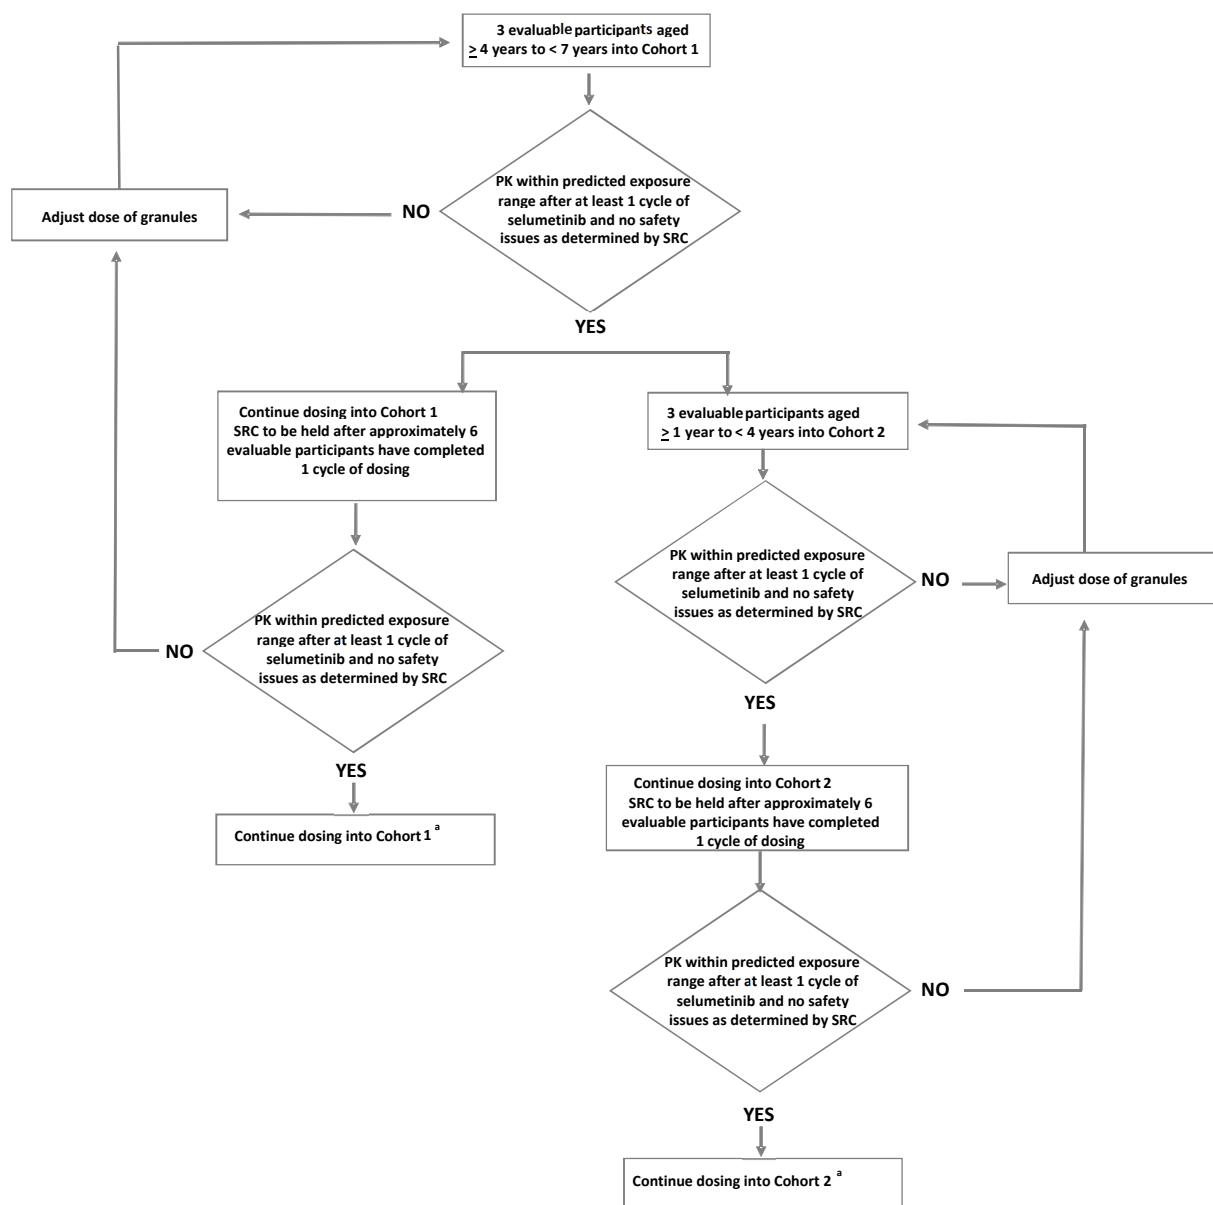 3 evaluable participants aged
≥ 4 years to < 7 years into Cohort 1
PK within predicted exposure
range after at least 1 cycle of
selumetinib and no safety
issues as determined by SRC
NO
Adjust dose of granules
YES
Continue dosing into Cohort 1
SRC to be held after approximately 6
evaluable participants have completed
1 cycle of dosing
3 evaluable participants aged
≥ 1 year to < 4 years into Cohort 2
PK within predicted exposure
range after at least 1 cycle of
selumetinib and no safety
issues as determined by SRC
NO
Adjust dose of granules
PK within predicted exposure
range after at least 1 cycle of
selumetinib and no safety
issues as determined by SRC
NO
YES
YES
Continue dosing into Cohort 1 a
Continue dosing into Cohort 2
SRC to be held after approximately 6
evaluable participants have completed
1 cycle of dosing
PK within predicted exposure
range after at least 1 cycle of
selumetinib and no safety
issues as determined by SRC
NO
YES
Continue dosing into Cohort 2 a